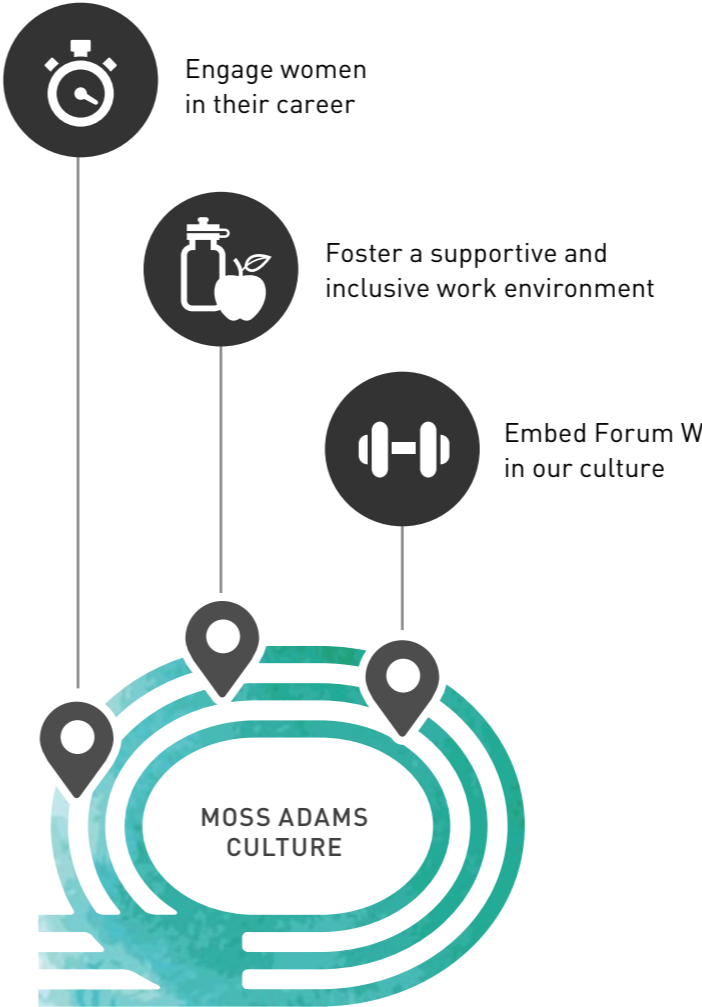 Engage women
in their career
Foster a supportive and
inclusive work environment
Embed Forum W
in our culture
MOSS ADAMS
CULTURE